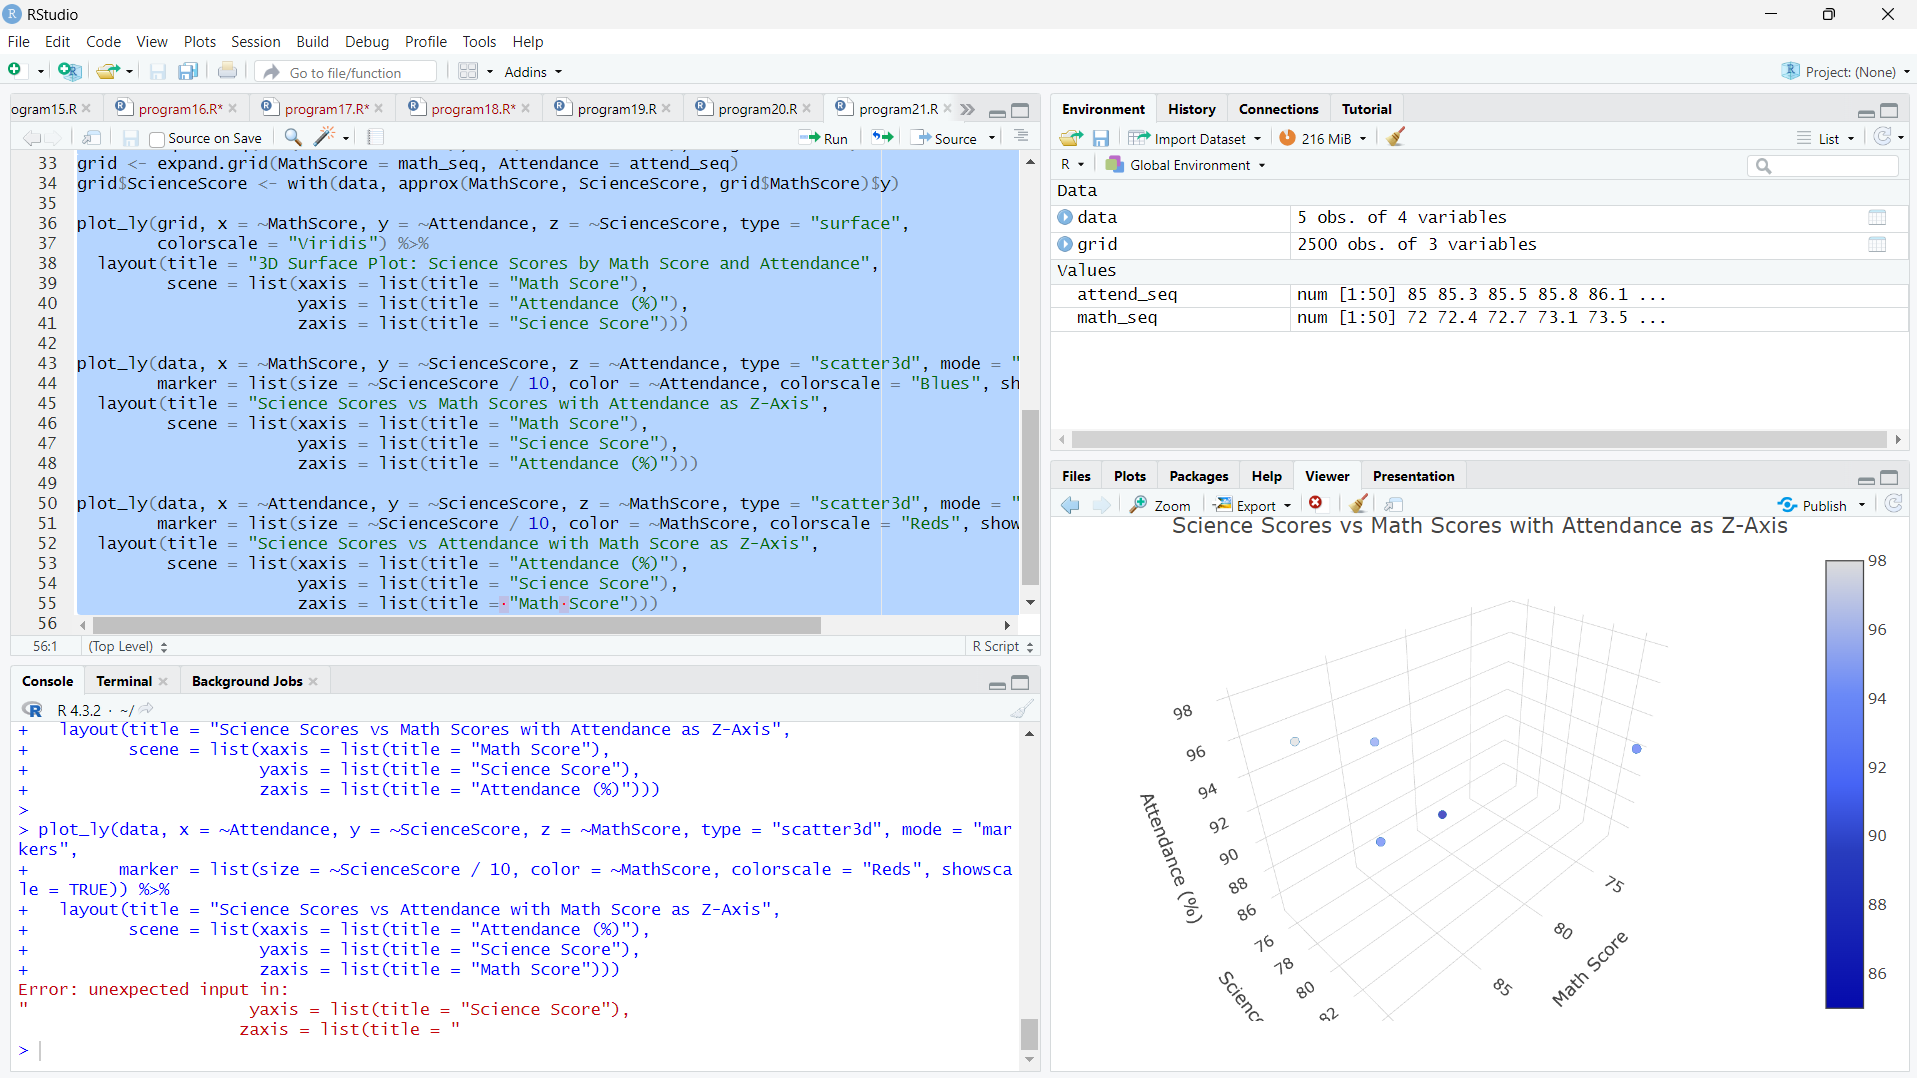 RStudio
File Edit Code View Plots Session Build Debug Profile Tools Help
Go to file/function
Addins
Project: (None)
ogram15.R
program16.R*
program17.R*
program18.R*
program19.R
program20.R
program21.R
Source on Save
Run
Source
33 grid <- expand.grid(MathScore = math_seq, Attendance = attend_seq)
34 grid$ScienceScore <- with(data, approx(MathScore, ScienceScore, grid$MathScore)$y)
35
36 plot_ly(grid, x = ~MathScore, y = ~Attendance, z = ~ScienceScore, type = "surface",
37 colorscale = "Viridis") %>%
38 layout(title = "3D Surface Plot: Science Scores by Math Score and Attendance",
39 scene = list(xaxis = list(title = "Math Score"),
40 yaxis = list(title = "Attendance (%)"),
41 zaxis = list(title = "Science Score")))
42
43 plot_ly(data, x = ~MathScore, y = ~ScienceScore, z = ~Attendance, type = "scatter3d", mode = "
44 marker = list(size = ~ScienceScore / 10, color = ~Attendance, colorscale = "Blues", sh
45 layout(title = "Science Scores vs Math Scores with Attendance as Z-Axis",
46 scene = list(xaxis = list(title = "Math Score"),
47 yaxis = list(title = "Science Score"),
48 zaxis = list(title = "Attendance (%)")))
49
50 plot_ly(data, x = ~Attendance, y = ~ScienceScore, z = ~MathScore, type = "scatter3d", mode = "
51 marker = list(size = ~ScienceScore / 10, color = ~MathScore, colorscale = "Reds", show
52 layout(title = "Science Scores vs Attendance with Math Score as Z-Axis",
53 scene = list(xaxis = list(title = "Attendance (%)"),
54 yaxis = list(title = "Science Score"),
55 zaxis = list(title =·"Math·Score")))
56
56:1 (Top Level) R Script
Console Terminal Background Jobs
R 4.3.2 · ~/
+ layout(title = "Science Scores vs Math Scores with Attendance as Z-Axis",
+ scene = list(xaxis = list(title = "Math Score"),
+ yaxis = list(title = "Science Score"),
+ zaxis = list(title = "Attendance (%)")))
>
> plot_ly(data, x = ~Attendance, y = ~ScienceScore, z = ~MathScore, type = "scatter3d", mode = "mar
kers",
+ marker = list(size = ~ScienceScore / 10, color = ~MathScore, colorscale = "Reds", showsca
le = TRUE)) %>%
+ layout(title = "Science Scores vs Attendance with Math Score as Z-Axis",
+ scene = list(xaxis = list(title = "Attendance (%)"),
+ yaxis = list(title = "Science Score"),
+ zaxis = list(title = "Math Score")))
Error: unexpected input in:
" yaxis = list(title = "Science Score"),
zaxis = list(title = "
>
Environment History Connections Tutorial
Import Dataset 216 MiB List
R Global Environment
Data
data 5 obs. of 4 variables
grid 2500 obs. of 3 variables
Values
attend_seq num [1:50] 85 85.3 85.5 85.8 86.1 ...
math_seq num [1:50] 72 72.4 72.7 73.1 73.5 ...
Files Plots Packages Help Viewer Presentation
Zoom Export Publish
Science Scores vs Math Scores with Attendance as Z-Axis
98
96
94
92
90
88
86
98
96
94
92
90
88
86
Attendance (%)
76
78
80
82
Scienc
75
80
85
Math Score